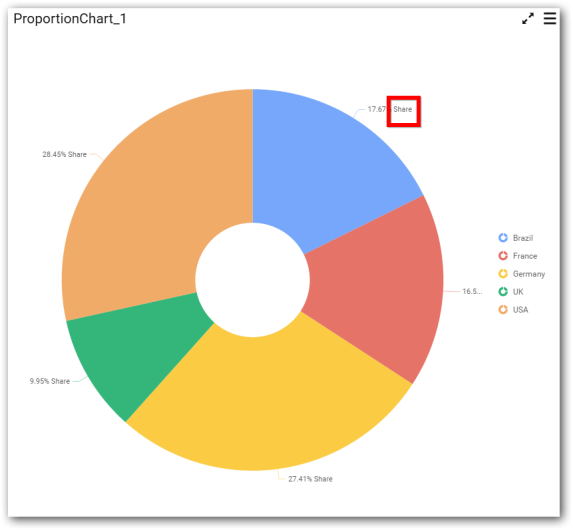 ProportionChart_1
17.67% Share
28.45% Share
Brazil
France
Germany
16.5...
UK
USA
9.95% Share
27.41% Share